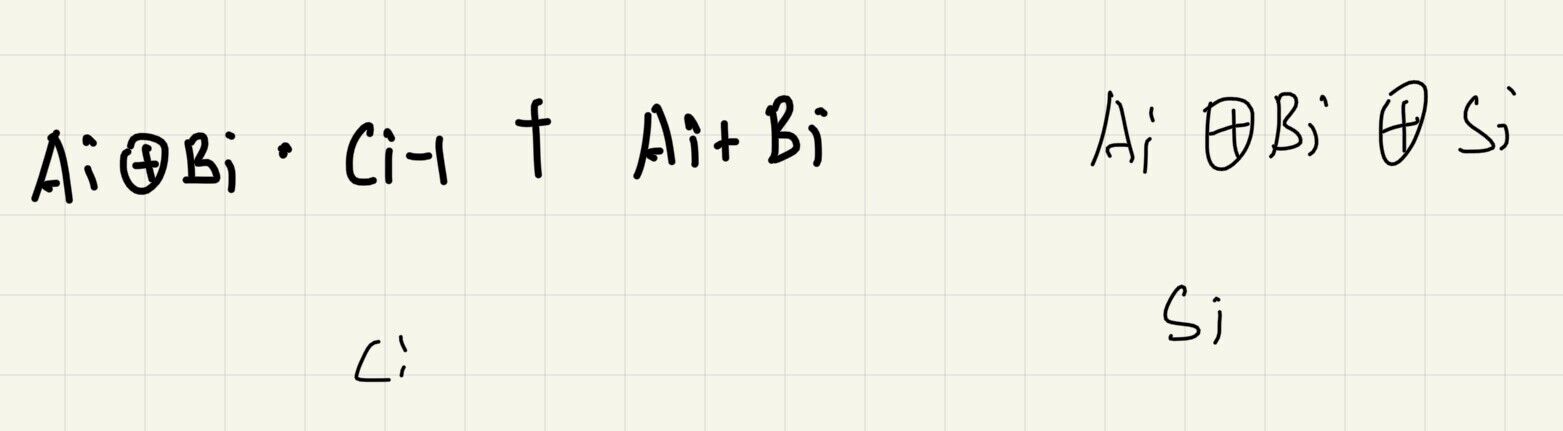 Ai ⊕ Bi · Ci-1 + Ai + Bi
Ai ⊕ Bi ⊕ Si
Ci
Si